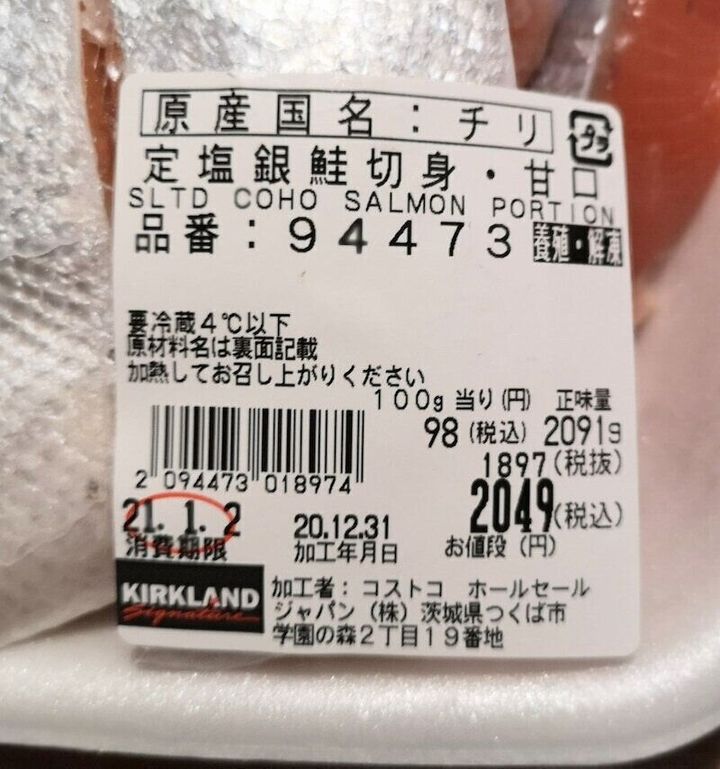 原産国名：チリ
プラ
定塩銀鮭切身・甘口
SLTD COHO SALMON PORTION
品番：94473 養殖・解凍
要冷蔵4℃以下
原材料名は裏面記載
加熱してお召し上がりください
100g 当り(円) 正味量
98(税込) 2091g
1897(税抜)
2049(税込)
お値段(円)
2 094473 018974
21. 1. 2
消費期限
20.12.31
加工年月日
KIRKLAND
Signature
加工者：コストコ ホールセール
ジャパン(株)茨城県つくば市
学園の森2丁目19番地